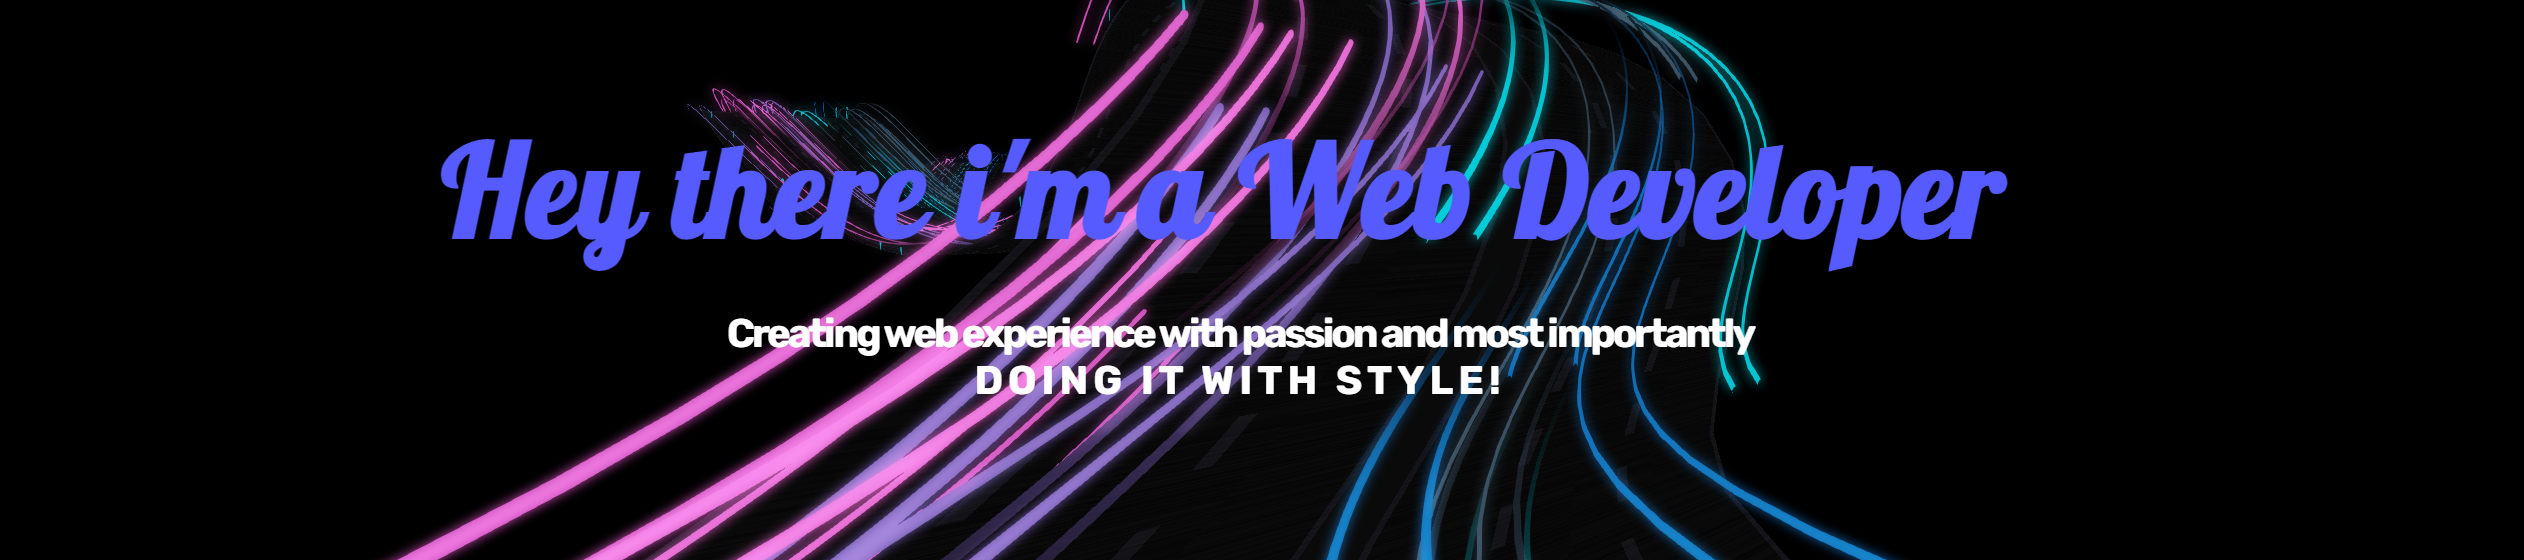 Hey there i'm a Web Developer
Creating web experience with passion and most importantly
DOING IT WITH STYLE!